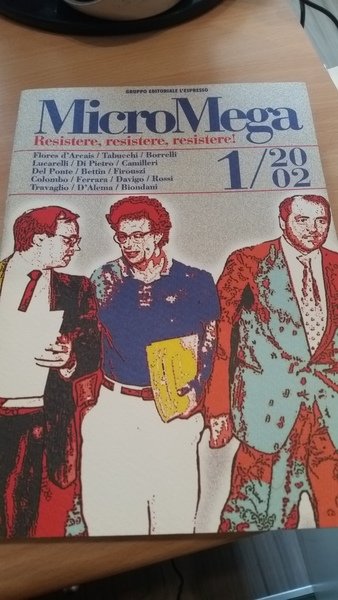 GRUPPO EDITORIALE L'ESPRESSO
MicroMega
Resistere, resistere, resistere!
Flores d'Arcais / Tabucchi / Borrelli
Lucarelli / Di Pietro / Camilleri
Del Ponte / Bettin / Firouszi
Colombo / Ferrara / Davigo / Rossi
Travaglio / D'Alema / Biondani
1/2002